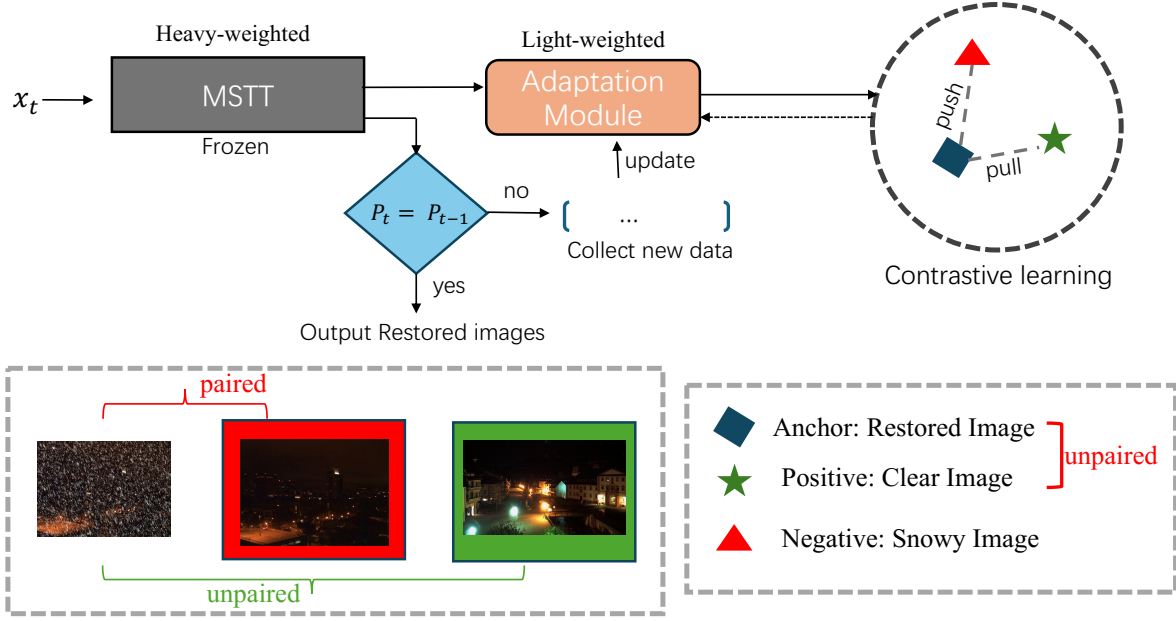 Heavy-weighted
Light-weighted
x_t
MSTT
Adaptation
Module
Frozen
push
pull
update
P_t = P_{t-1}
no
...
Collect new data
yes
Contrastive learning
Output Restored images
paired
unpaired
Anchor: Restored Image
Positive: Clear Image
unpaired
Negative: Snowy Image